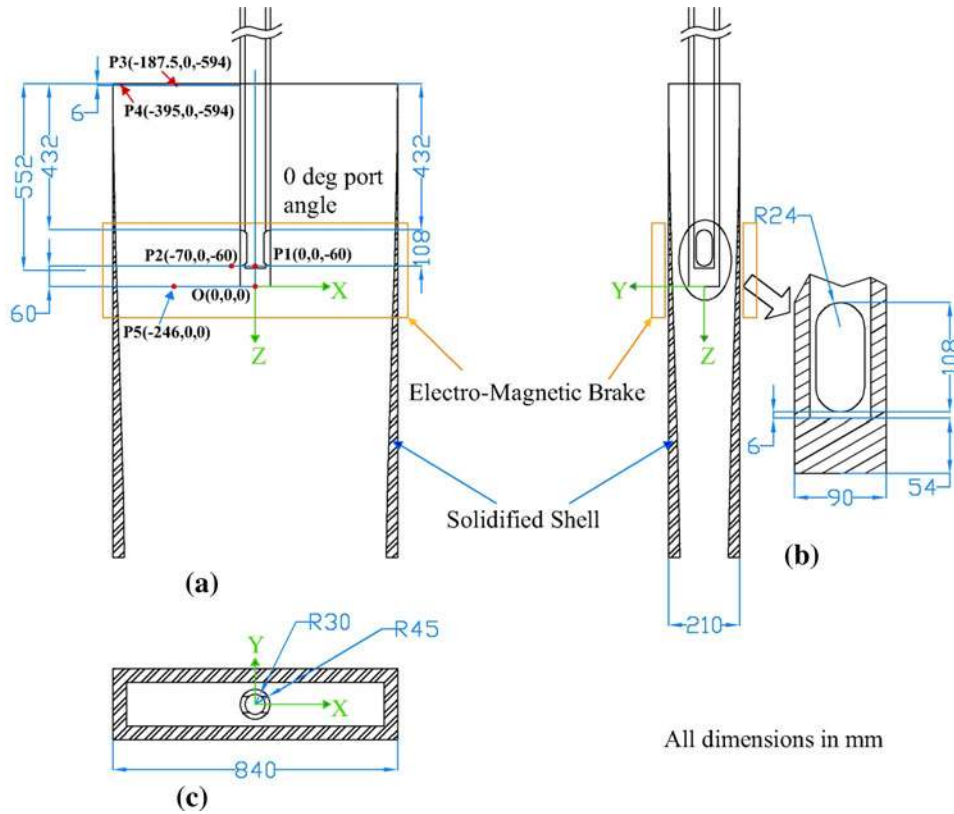 P3(-187.5,0,-594)
P4(-395,0,-594)
6
552
432
432
0 deg port
angle
108
P2(-70,0,-60)
P1(0,0,-60)
60
O(0,0,0)
X
P5(-246,0,0)
Z
Y
Z
Electro-Magnetic Brake
Solidified Shell
R24
108
6
54
90
(a)
(b)
210
R30
R45
Y
X
840
(c)
All dimensions in mm